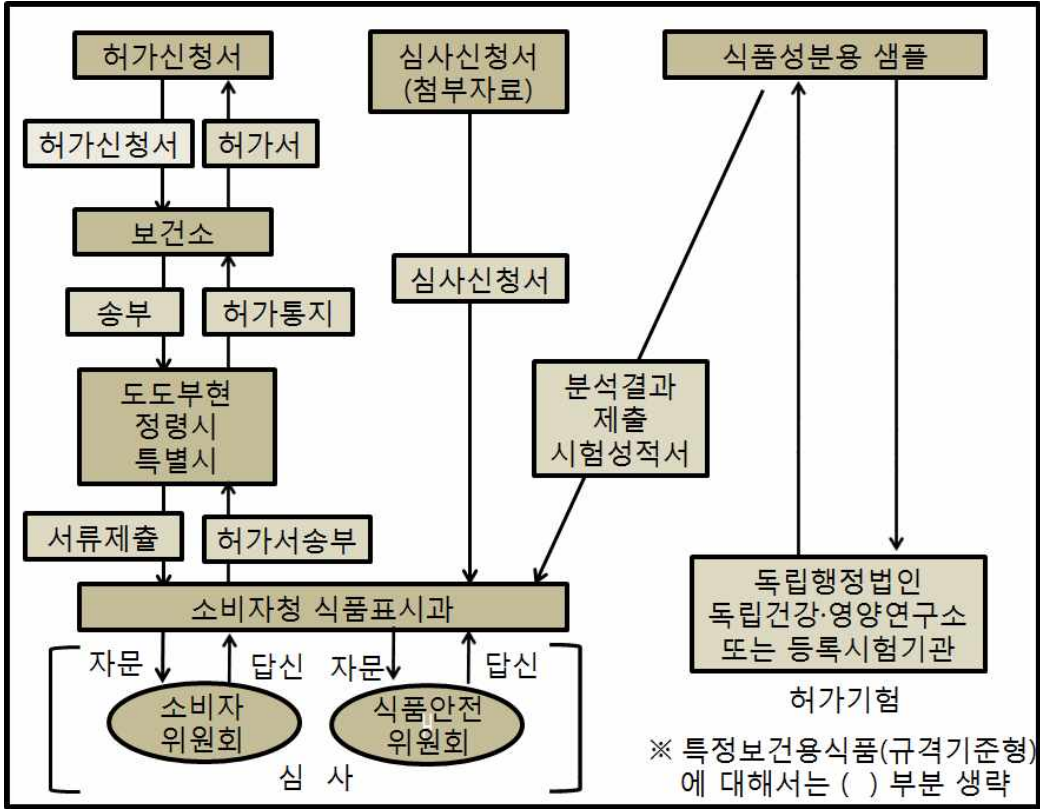 허가신청서
심사신청서
(첨부자료)
식품성분용 샘플
허가신청서
허가서
보건소
심사신청서
송부
허가통지
도도부현
정령시
특별시
분석결과
제출
시험성적서
서류제츌
허가서송부
독립행정법인
독립건강·영양연구소
또는 등록시험기관
소비자청 식품표시과
자문
답신
자문
답신
허가기험
소비자
위원회
식품안전
위원회
심 사
※ 특정보건용식품(규격기준형)
에 대해서는 ( ) 부분 생략